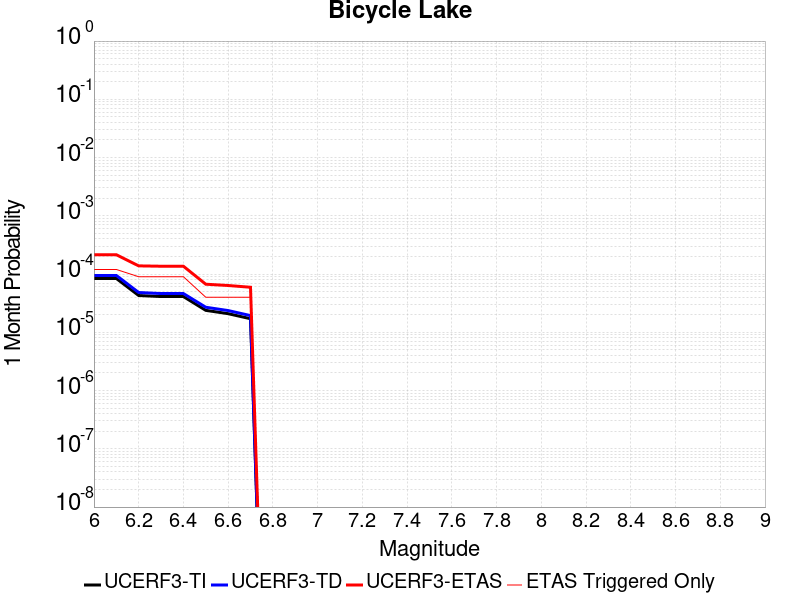 Bicycle Lake
1 Month Probability
10^0
10^-1
10^-2
10^-3
10^-4
10^-5
10^-6
10^-7
10^-8
6 6.2 6.4 6.6 6.8 7 7.2 7.4 7.6 7.8 8 8.2 8.4 8.6 8.8 9
Magnitude
UCERF3-TI UCERF3-TD UCERF3-ETAS ETAS Triggered Only